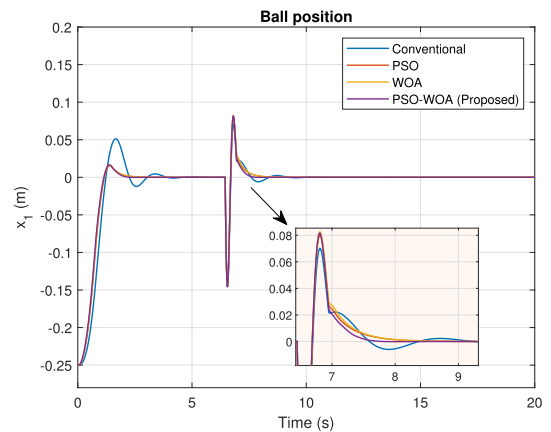 Ball position
0.2
0.15
0.1
0.05
0
-0.05
-0.1
-0.15
-0.2
-0.25
x1 (m)
Conventional
PSO
WOA
PSO-WOA (Proposed)
0.08
0.06
0.04
0.02
0
7 8 9
0 5 10 15 20
Time (s)